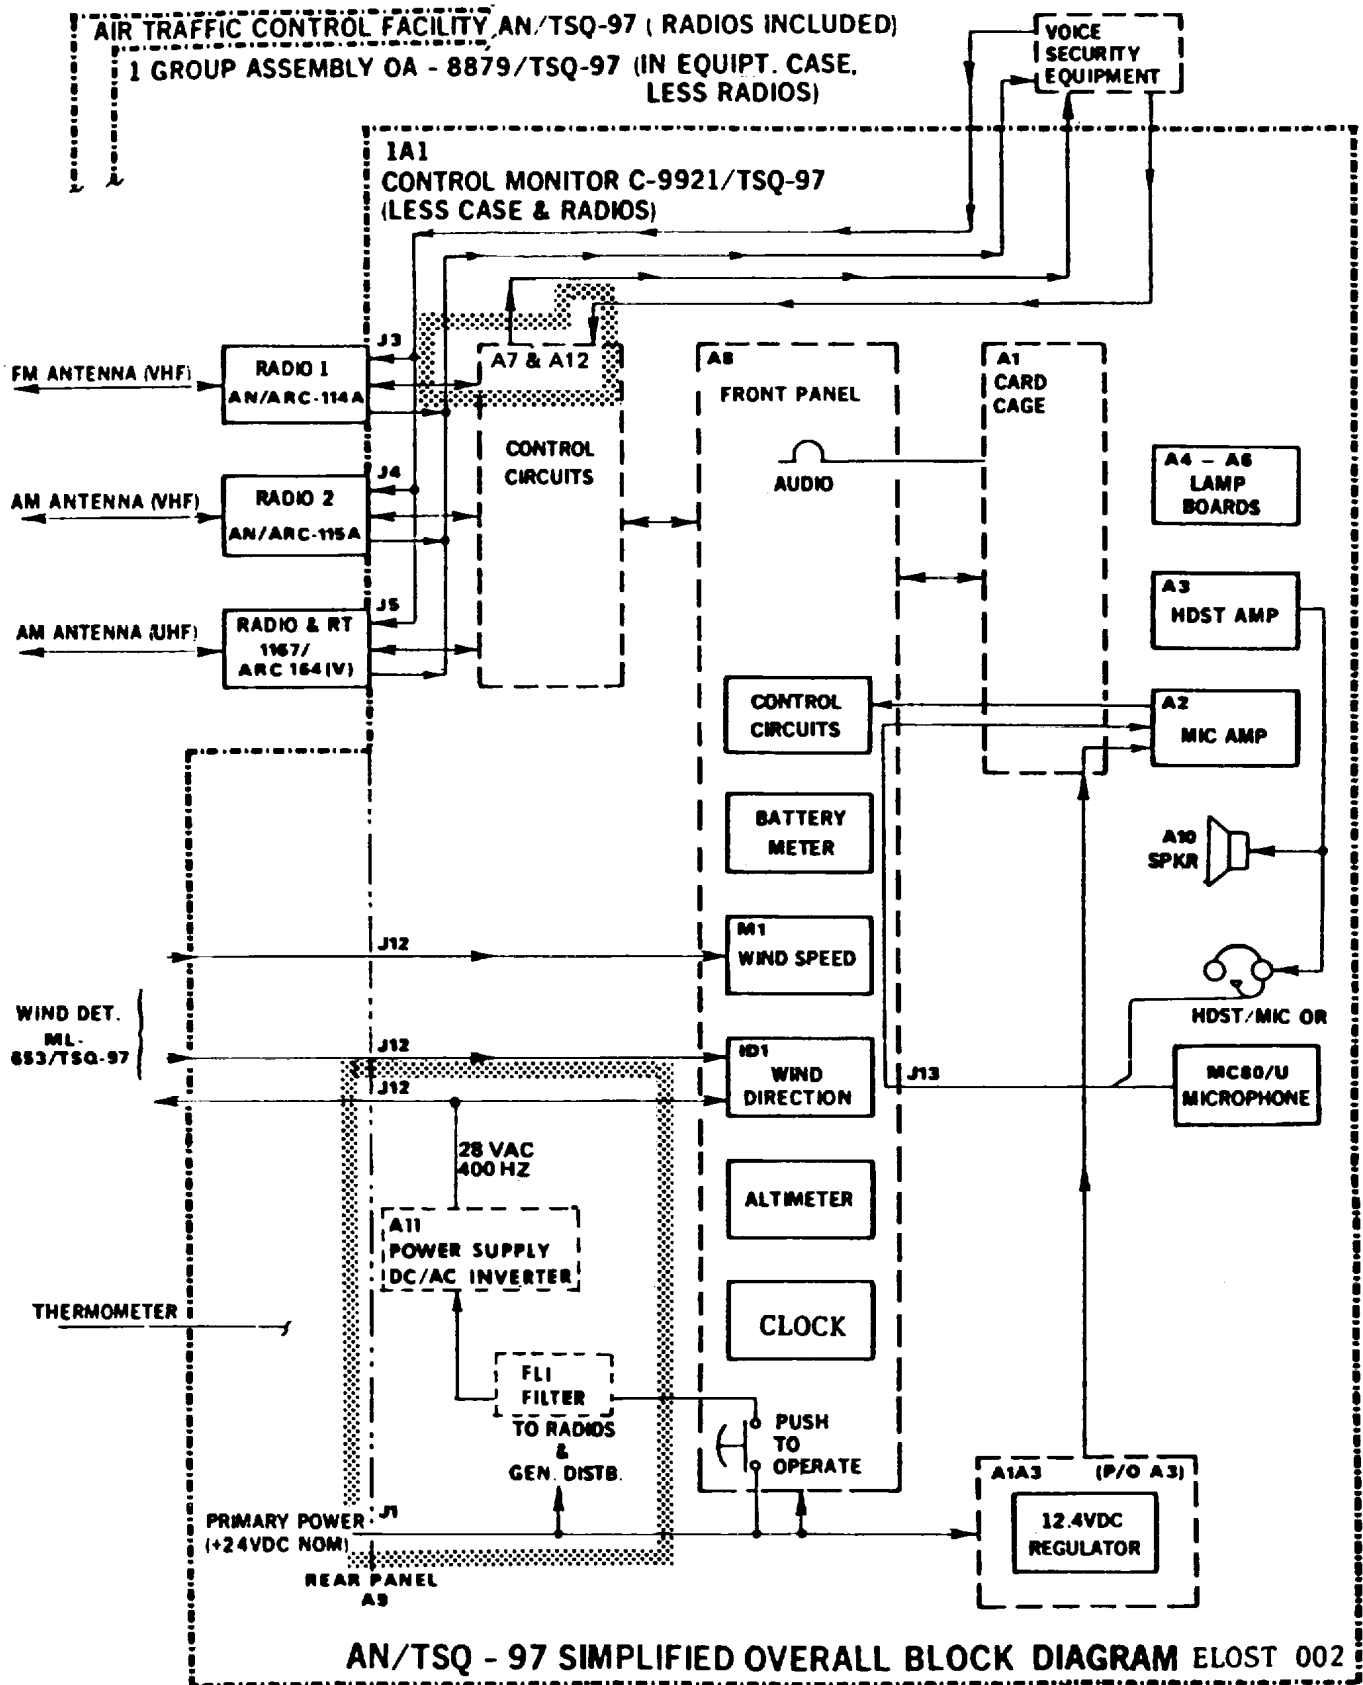 AIR TRAFFIC CONTROL FACILITY AN/TSQ-97 ( RADIOS INCLUDED)
1 GROUP ASSEMBLY OA - 8879/TSQ-97 (IN EQUIPT. CASE,
LESS RADIOS)
VOICE
SECURITY
EQUIPMENT
1A1
CONTROL MONITOR C-9921/TSQ-97
(LESS CASE & RADIOS)
FM ANTENNA (VHF)
RADIO 1
AN/ARC-114A
J3
A7 & A12
CONTROL
CIRCUITS
A8
FRONT PANEL
AUDIO
A1
CARD
CAGE
A4 - A6
LAMP
BOARDS
AM ANTENNA (VHF)
RADIO 2
AN/ARC-115A
J4
A3
HDST AMP
AM ANTENNA (UHF)
RADIO & RT
1167/
ARC 164(V)
J5
CONTROL
CIRCUITS
A2
MIC AMP
BATTERY
METER
A10
SPKR
J12
M1
WIND SPEED
HDST/MIC OR
WIND DET.
ML-
653/TSQ-97
J12
J12
ID1
WIND
DIRECTION
J13
MC80/U
MICROPHONE
28 VAC
400 HZ
ALTIMETER
A11
POWER SUPPLY
DC/AC INVERTER
THERMOMETER
CLOCK
FL1
FILTER
TO RADIOS
&
GEN. DISTB.
PUSH
TO
OPERATE
A1A3 (P/O A3)
12.4VDC
REGULATOR
PRIMARY POWER
(+24VDC NOM)
J1
REAR PANEL
A9
AN/TSQ - 97 SIMPLIFIED OVERALL BLOCK DIAGRAM ELOST 002